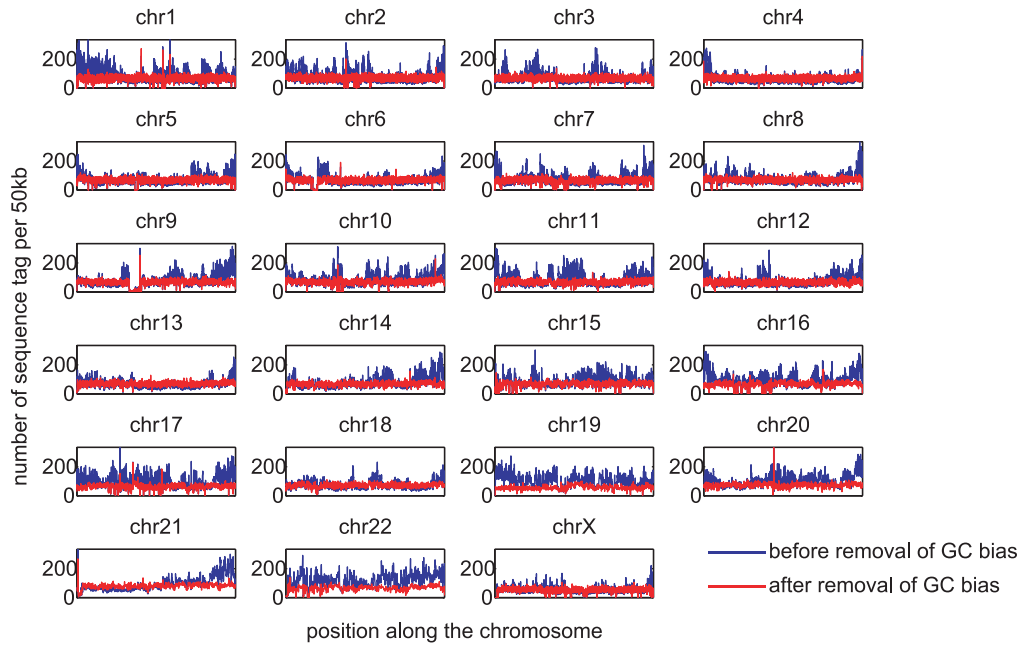 chr1 chr2 chr3 chr4
200 200 200 200
0 0 0 0
chr5 chr6 chr7 chr8
200 200 200 200
0 0 0 0
chr9 chr10 chr11 chr12
200 200 200 200
0 0 0 0
chr13 chr14 chr15 chr16
200 200 200 200
0 0 0 0
chr17 chr18 chr19 chr20
200 200 200 200
0 0 0 0
chr21 chr22 chrX
200 200 200
0 0 0
number of sequence tag per 50kb
position along the chromosome
before removal of GC bias
after removal of GC bias